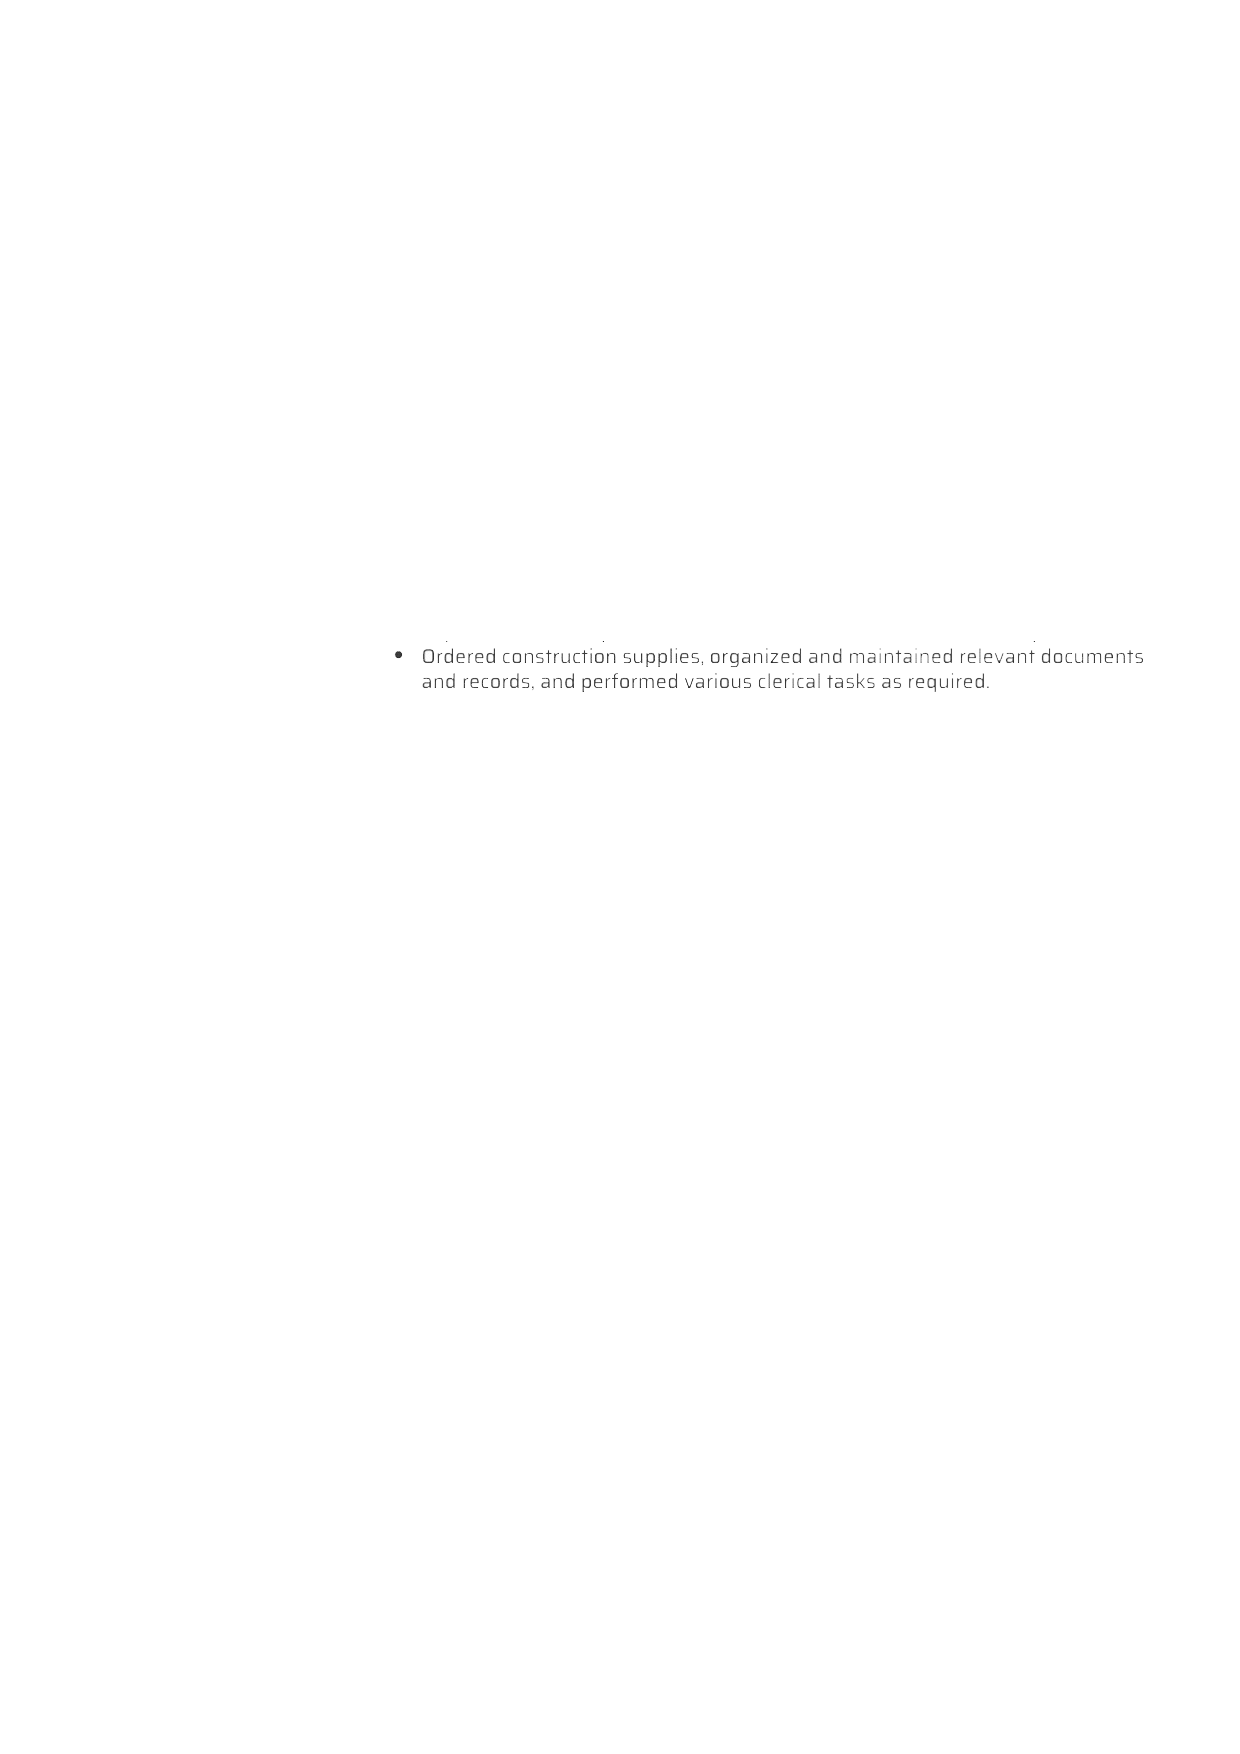 • Ordered construction supplies, organized and maintained relevant documents
and records, and performed various clerical tasks as required.